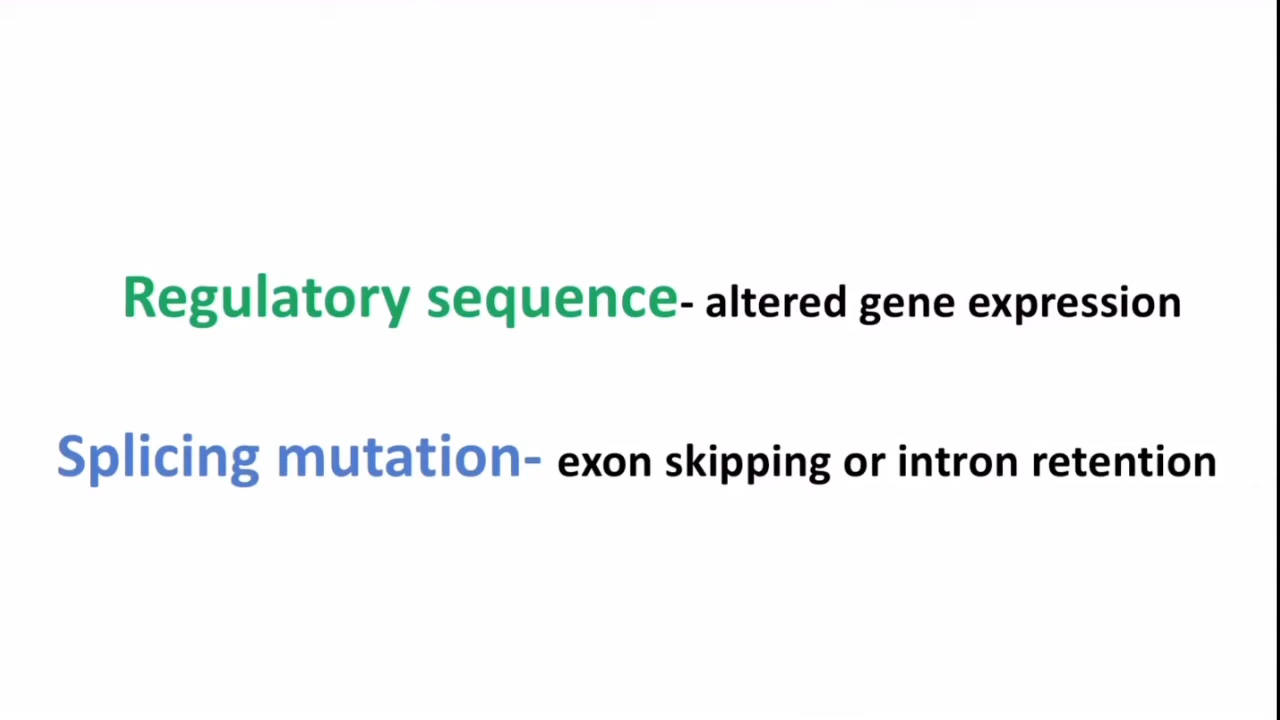 Regulatory sequence- altered gene expression
Splicing mutation- exon skipping or intron retention